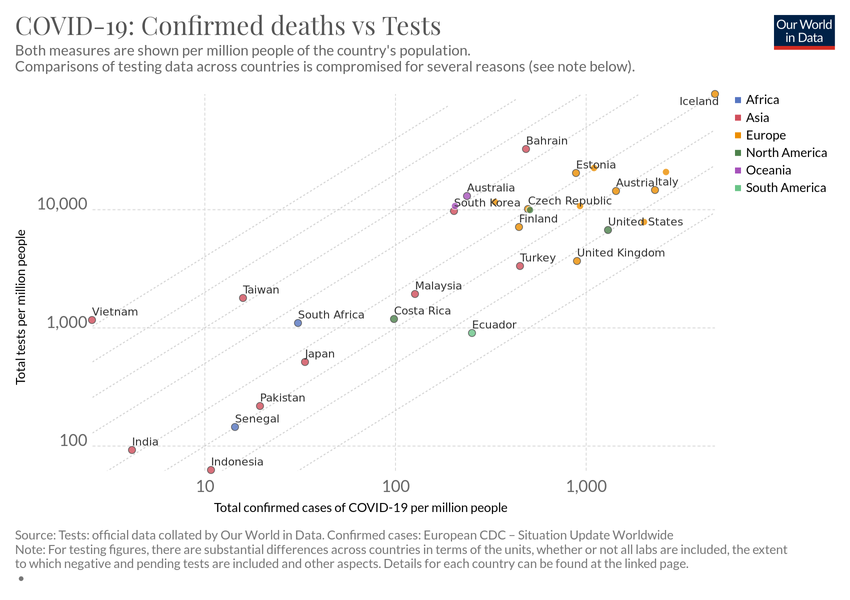 COVID-19: Confirmed deaths vs Tests
Both measures are shown per million people of the country's population.
Comparisons of testing data across countries is compromised for several reasons (see note below).
Our World
in Data
Iceland
Africa
Asia
Europe
North America
Oceania
South America
Bahrain
Estonia
Austria
Italy
Australia
South Korea
Czech Republic
10,000
Finland
United States
Turkey
United Kingdom
Malaysia
Taiwan
Vietnam
South Africa
Costa Rica
1,000
Ecuador
Japan
Pakistan
Senegal
100
India
Indonesia
Total tests per million people
10
100
1,000
Total confirmed cases of COVID-19 per million people
Source: Tests: official data collated by Our World in Data. Confirmed cases: European CDC – Situation Update Worldwide
Note: For testing figures, there are substantial differences across countries in terms of the units, whether or not all labs are included, the extent
to which negative and pending tests are included and other aspects. Details for each country can be found at the linked page.